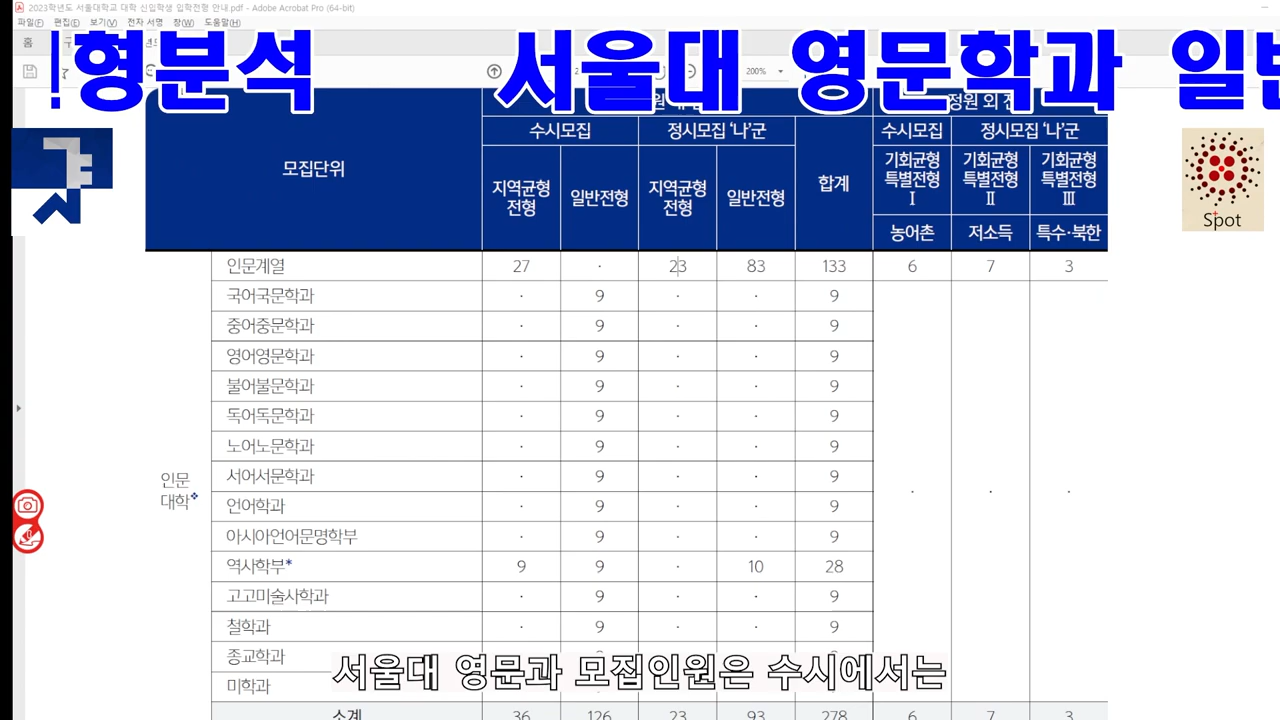 2023학년도 서울대학교 대학 신입학생 입학전형 안내.pdf - Adobe Acrobat Pro (64-bit)
파일(F) 편집(E) 보기(V) 전자 서명 창(W) 도움말(H)
홈
형분석 서울대 영문학과 일반
200%
정원 외
모집단위 수시모집 정시모집 '나'군 합계 수시모집 정시모집 '나'군
지역균형 전형 일반전형 지역균형 전형 일반전형 기회균형 특별전형 Ⅰ 기회균형 특별전형 Ⅱ 기회균형 특별전형 Ⅲ
농어촌 저소득 특수·북한
Spot
인문계열 27 · 23 83 133 6 7 3
국어국문학과 · 9 · · 9
중어중문학과 · 9 · · 9
영어영문학과 · 9 · · 9
불어불문학과 · 9 · · 9
독어독문학과 · 9 · · 9
노어노문학과 · 9 · · 9
서어서문학과 · 9 · · 9
인문대학❖
언어학과 · 9 · · 9 · · ·
아시아언어문명학부 · 9 · · 9
역사학부* 9 9 · 10 28
고고미술사학과 · 9 · · 9
철학과 · 9 · · 9
종교학과
미학과
서울대 영문과 모집인원은 수시에서는
소계 36 126 23 93 278 6 7 3